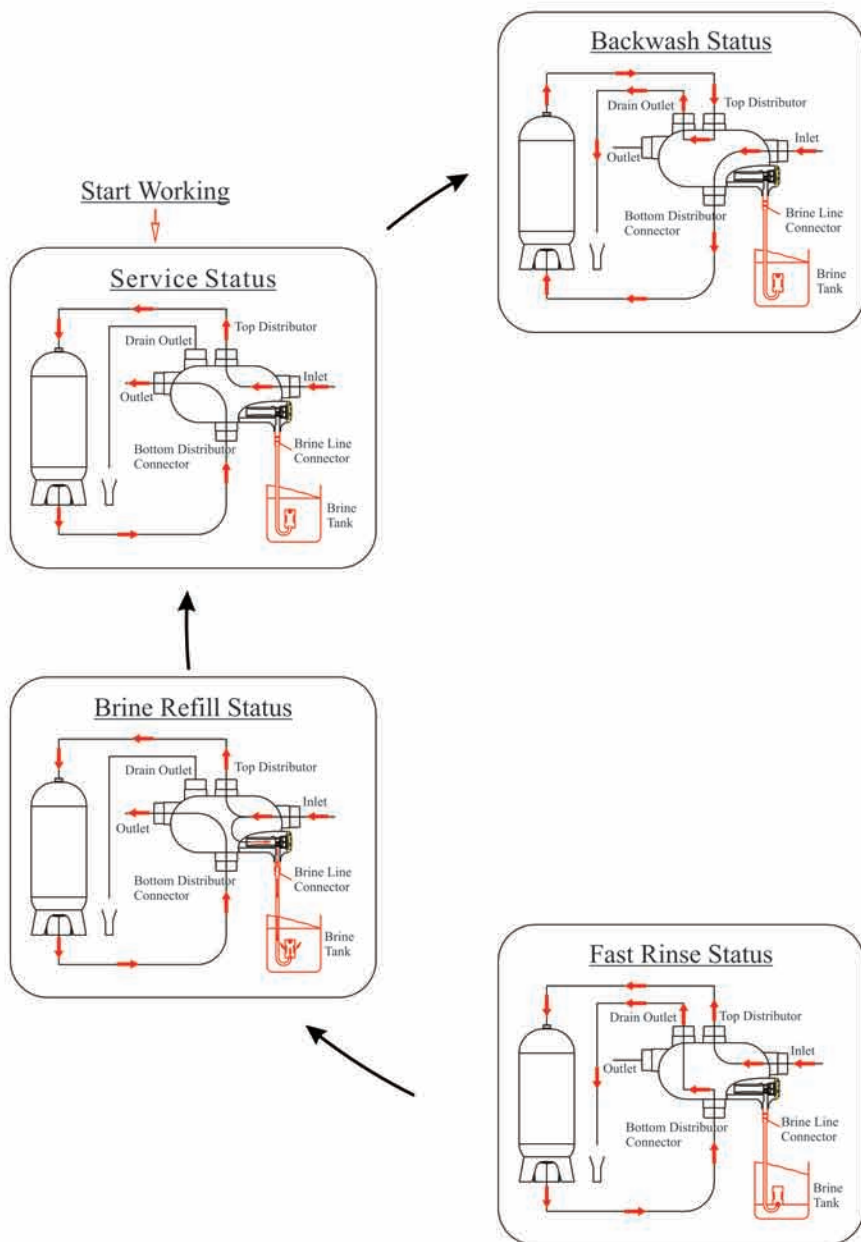 Backwash Status
Drain Outlet
Top Distributor
Inlet
Outlet
Bottom Distributor
Connector
Brine Line
Connector
Brine
Tank
Start Working
Service Status
Drain Outlet
Top Distributor
Inlet
Outlet
Bottom Distributor
Connector
Brine Line
Connector
Brine
Tank
Brine Refill Status
Drain Outlet
Top Distributor
Inlet
Outlet
Bottom Distributor
Connector
Brine Line
Connector
Brine
Tank
Fast Rinse Status
Drain Outlet
Top Distributor
Inlet
Outlet
Bottom Distributor
Connector
Brine Line
Connector
Brine
Tank